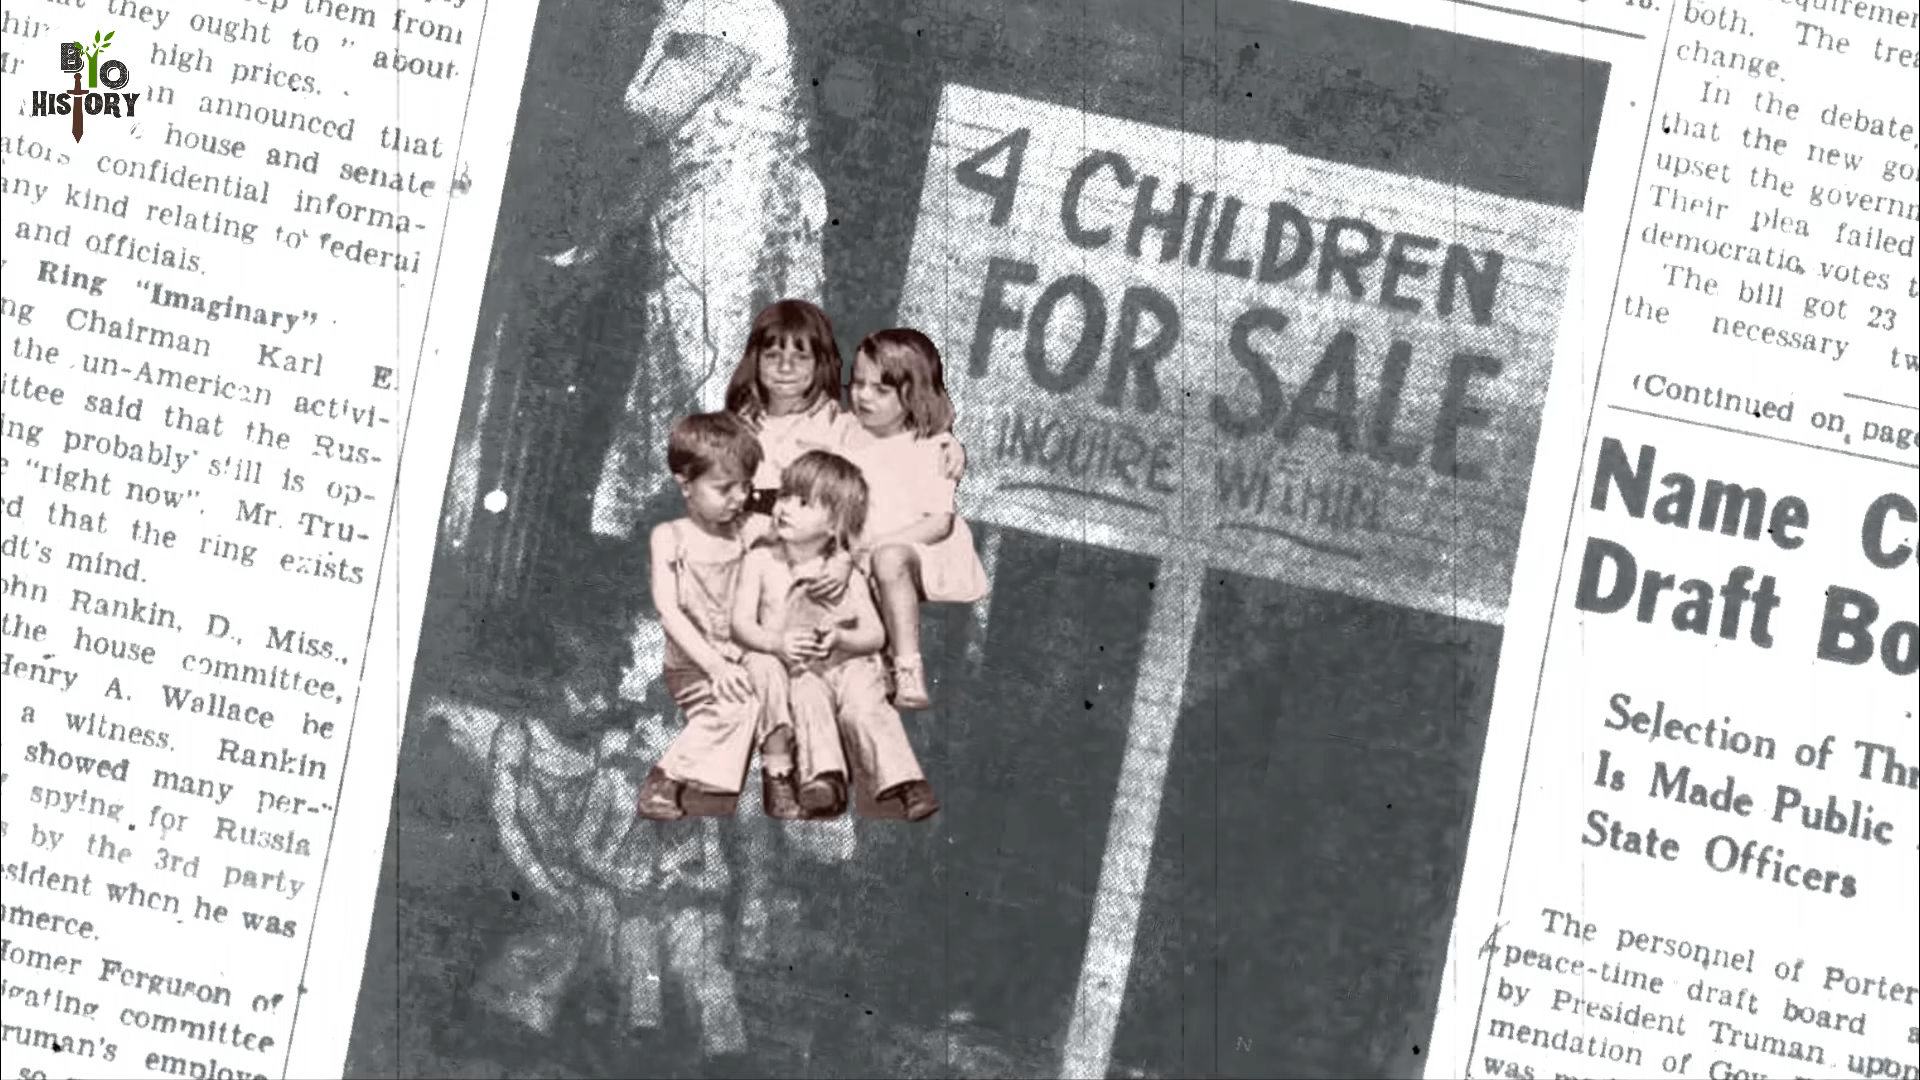 BIO
HISTORY
them from
they ought to " about
high prices.
announced that
house and senate
confidential informa-
any kind relating to federal
and officials.
Ring "Imaginary"
Chairman Karl E.
the un-American activi-
said that the Rus-
probably still is op-
"right now". Mr. Tru-
that the ring exists
mind.
Rankin, D., Miss.,
the house committee,
Henry A. Wallace be
a witness. Rankin
showed many per-
spying for Russia
by the 3rd party
when he was
Ferguson of
committee
employe
so
4 CHILDREN
FOR SALE
INQUIRE WITHIN
both. The
change.
In the debate,
that the new
upset the
Their plea failed
democratic votes
The bill got 23
the necessary
(Continued on page
Name
Draft
Selection of
Is Made Public
State Officers
The personnel of Porter
peace-time draft board
by President Truman upon
mendation of Gov.
was